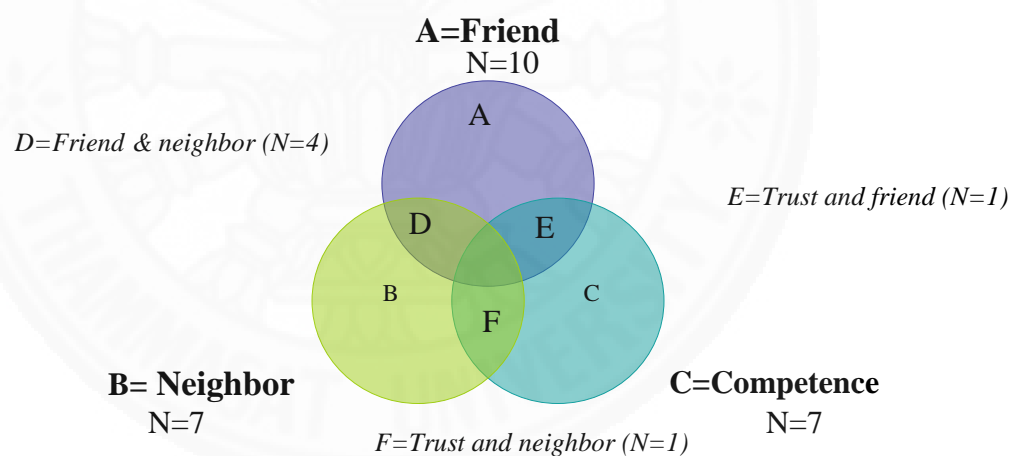 A=Friend
N=10
A
D=Friend & neighbor (N=4)
E=Trust and friend (N=1)
D
E
B
C
F
B= Neighbor
N=7
C=Competence
N=7
F=Trust and neighbor (N=1)